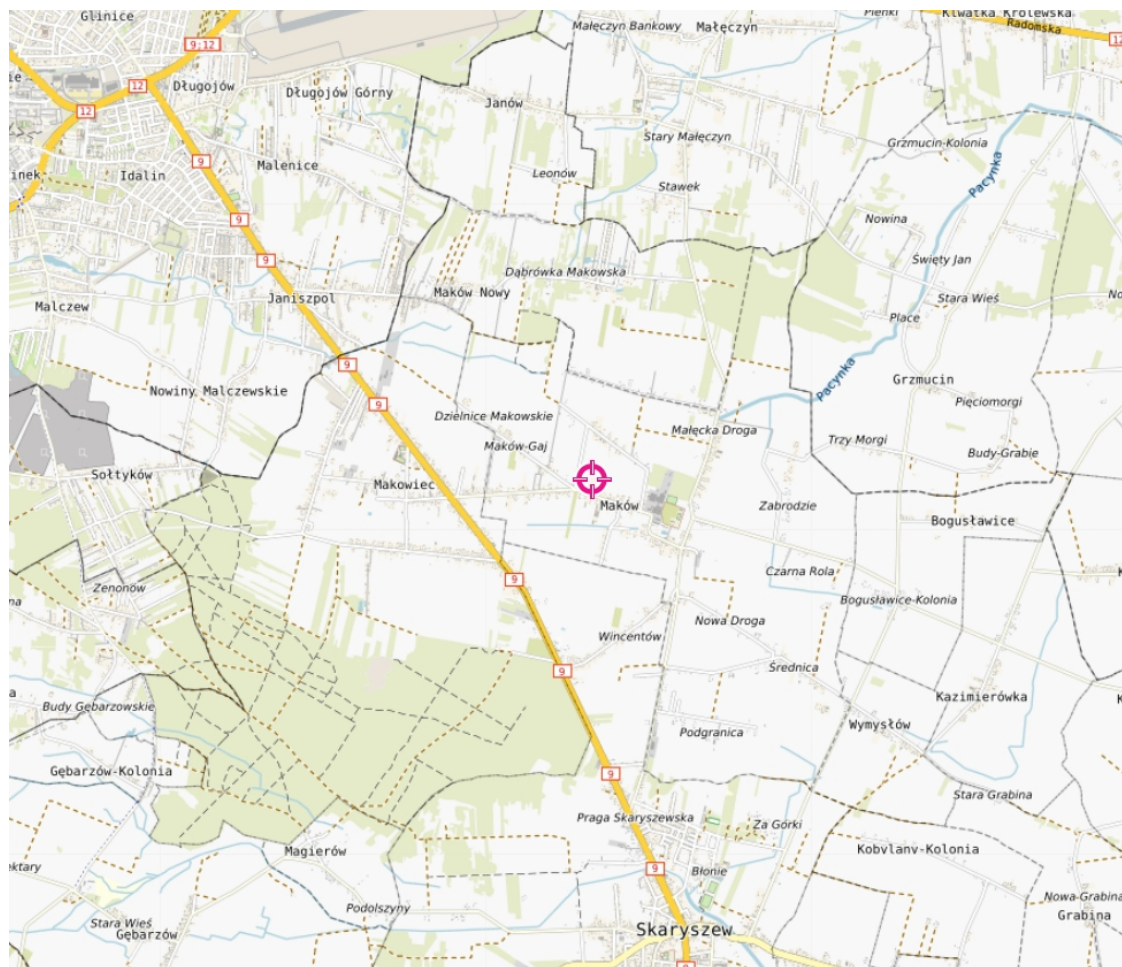 Glinice
9;12
Małęczyn Bankowy
Małęczyn
Pieńki
Klwatka Królewska
Radomska
12
Długojów
12
Długojów Górny
Janów
9
Malenice
Stary Małęczyn
Grzmucin-Kolonia
Idalin
Leonów
Stawek
Pacynka
9
Nowina
9
Dąbrówka Makowska
Święty Jan
Janiszpol
Maków Nowy
Stara Wieś
Malczew
Place
9
Pacynka
Grzmucin
Nowiny Malczewskie
9
Dzielnice Makowskie
Pięciomorgi
Małęcka Droga
Maków-Gaj
Trzy Morgi
Budy-Grabie
Sołtyków
Makowiec
Maków
Zabrodzie
Bogusławice
Czarna Rola
Zenonów
9
Bogusławice-Kolonia
Nowa Droga
Wincentów
9
Średnica
Kazimierówka
Budy Gębarzowskie
Wymysłów
Podgranica
Gębarzów-Kolonia
9
Stara Grabina
Praga Skaryszewska
Za Górki
Magierów
Kobylany-Kolonia
9
Błonie
Nowa Grabina
Podolszyny
Stara Wieś
Grabina
Gębarzów
Skaryszew
9